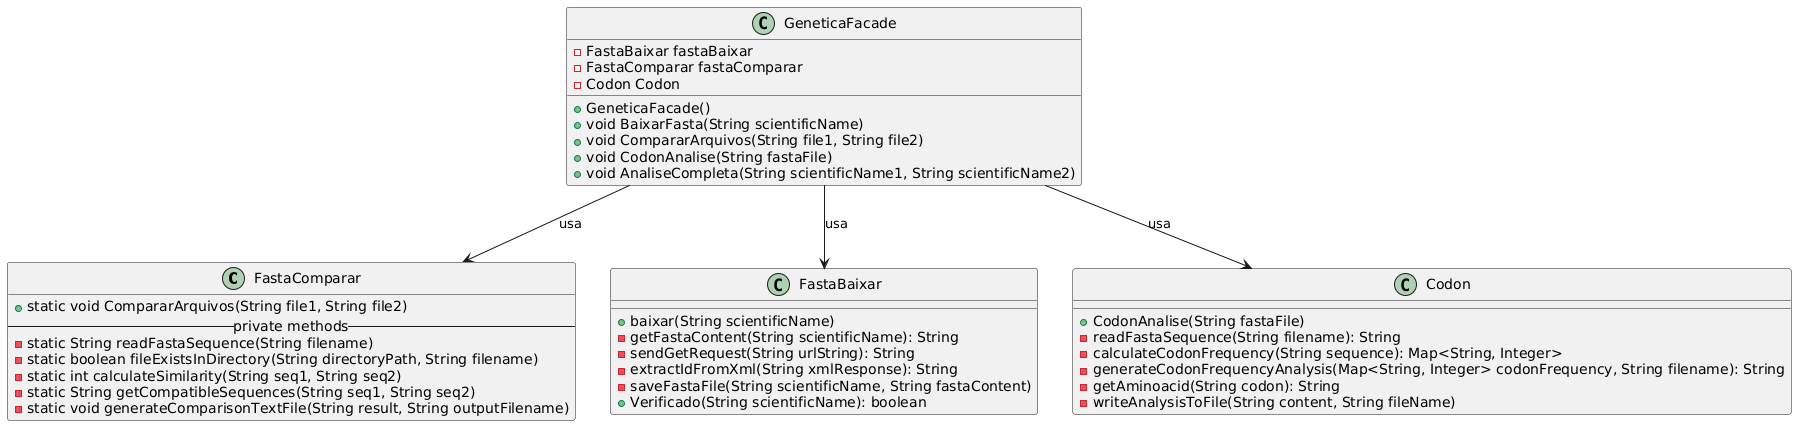 C GeneticaFacade
FastaBaixar fastaBaixar
FastaComparar fastaComparar
Codon Codon
GeneticaFacade()
void BaixarFasta(String scientificName)
void CompararArquivos(String file1, String file2)
void CodonAnalise(String fastaFile)
void AnaliseCompleta(String scientificName1, String scientificName2)
usa
usa
usa
C FastaComparar
static void CompararArquivos(String file1, String file2)
private methods
static String readFastaSequence(String filename)
static boolean fileExistsInDirectory(String directoryPath, String filename)
static int calculateSimilarity(String seq1, String seq2)
static String getCompatibleSequences(String seq1, String seq2)
static void generateComparisonTextFile(String result, String outputFilename)
C FastaBaixar
baixar(String scientificName)
getFastaContent(String scientificName): String
sendGetRequest(String urlString): String
extractIdFromXml(String xmlResponse): String
saveFastaFile(String scientificName, String fastaContent)
Verificado(String scientificName): boolean
C Codon
CodonAnalise(String fastaFile)
readFastaSequence(String filename): String
calculateCodonFrequency(String sequence): Map<String, Integer>
generateCodonFrequencyAnalysis(Map<String, Integer> codonFrequency, String filename): String
getAminoacid(String codon): String
writeAnalysisToFile(String content, String fileName)